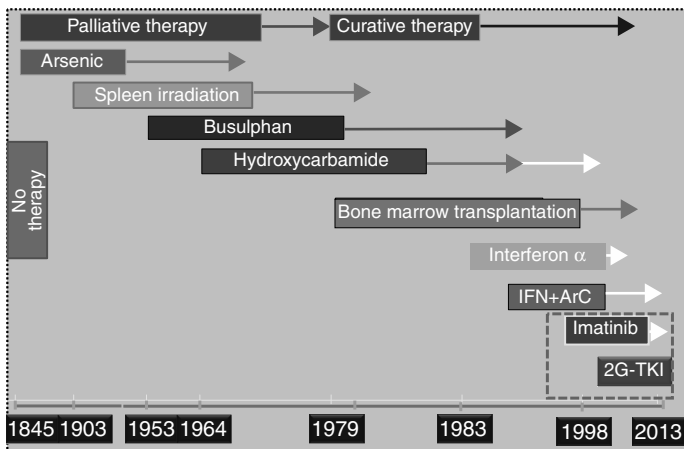 Palliative therapy
Curative therapy
Arsenic
Spleen irradiation
Busulphan
Hydroxycarbamide
No
therapy
Bone marrow transplantation
Interferon α
IFN+ArC
Imatinib
2G-TKI
1845
1903
1953
1964
1979
1983
1998
2013